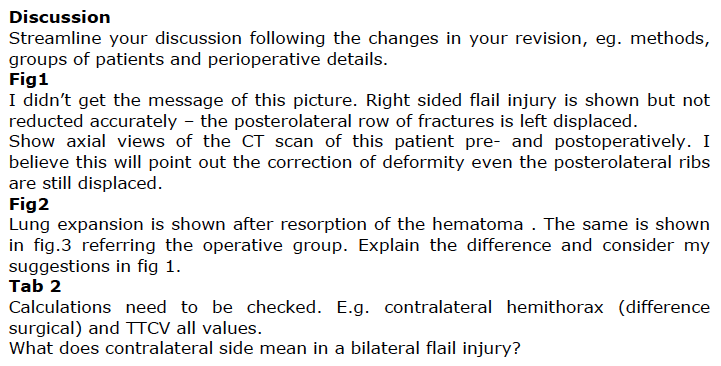 Discussion
Streamline your discussion following the changes in your revision, eg. methods,
groups of patients and perioperative details.
Fig1
I didn’t get the message of this picture. Right sided flail injury is shown but not
reducted accurately – the posterolateral row of fractures is left displaced.
Show axial views of the CT scan of this patient pre- and postoperatively. I
believe this will point out the correction of deformity even the posterolateral ribs
are still displaced.
Fig2
Lung expansion is shown after resorption of the hematoma . The same is shown
in fig.3 referring the operative group. Explain the difference and consider my
suggestions in fig 1.
Tab 2
Calculations need to be checked. E.g. contralateral hemithorax (difference
surgical) and TTCV all values.
What does contralateral side mean in a bilateral flail injury?